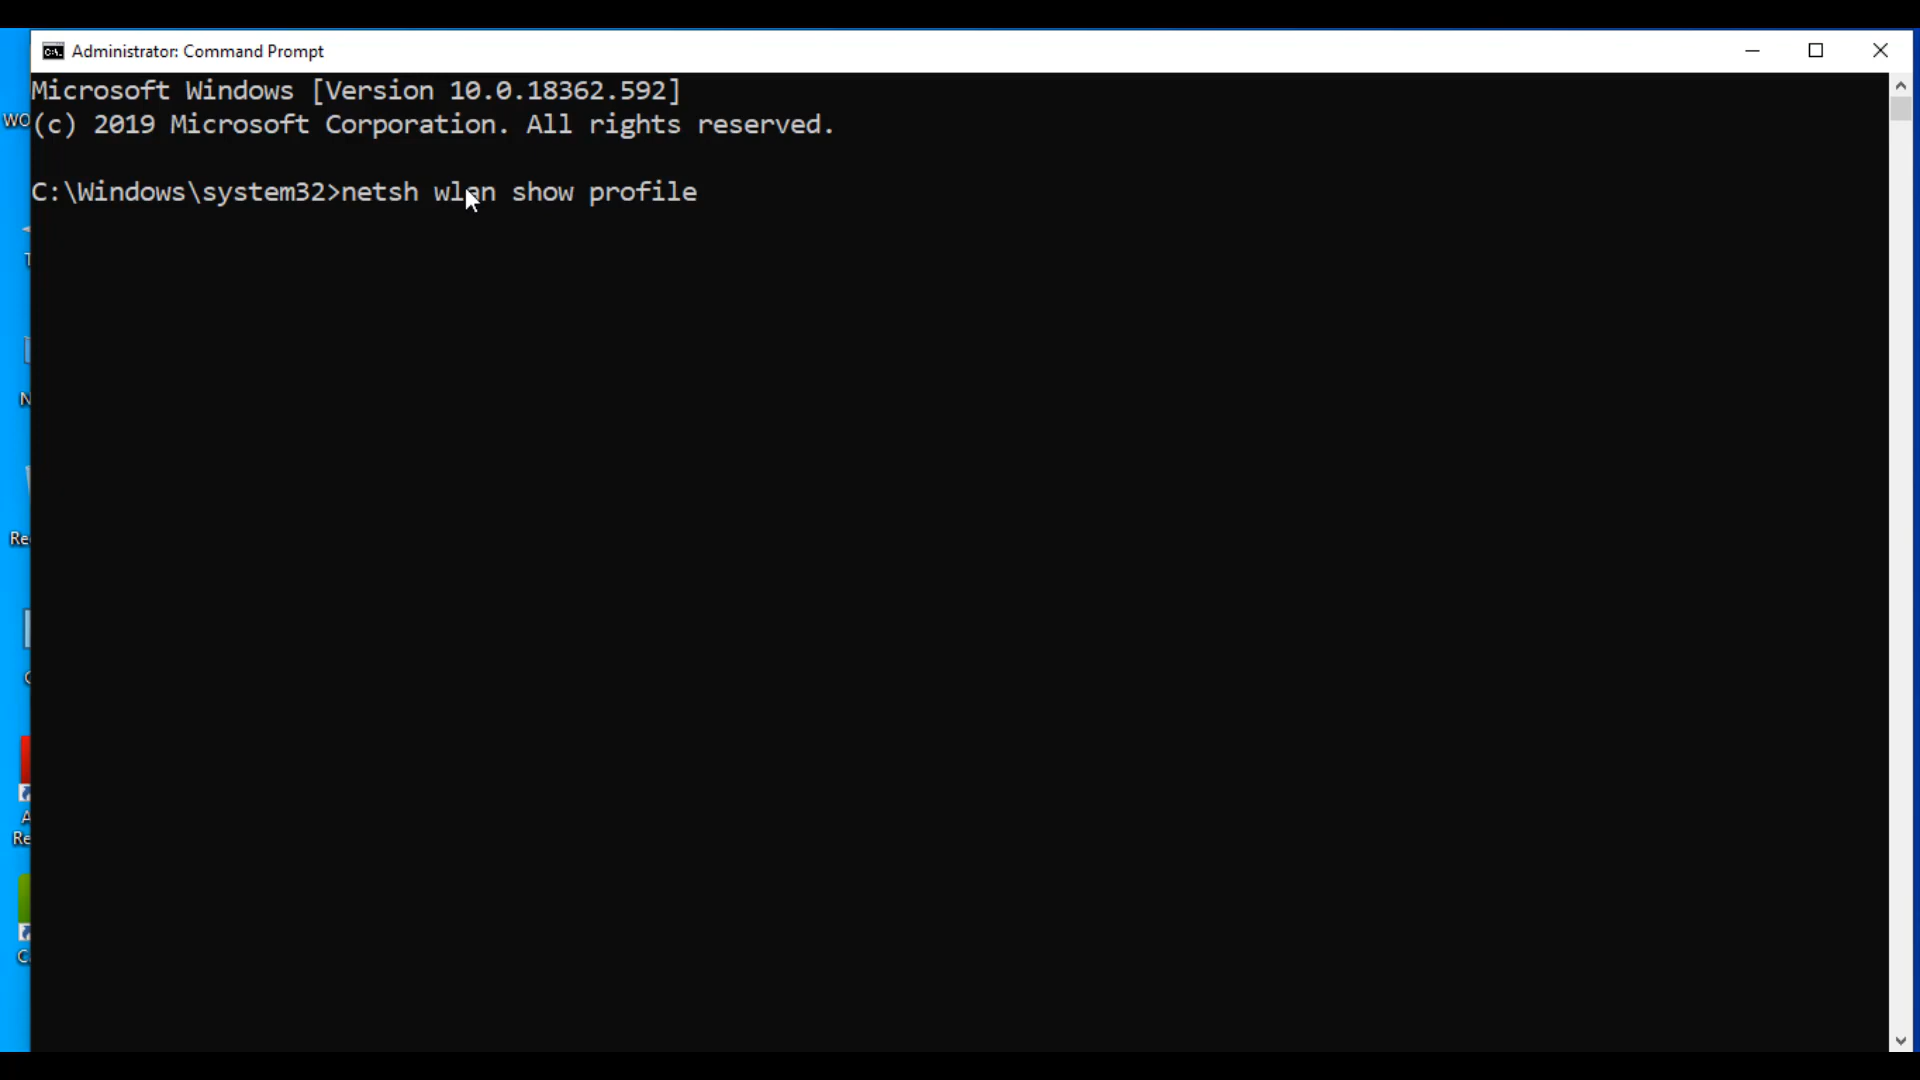 Administrator: Command Prompt
Microsoft Windows [Version 10.0.18362.592]
(c) 2019 Microsoft Corporation. All rights reserved.
C:\Windows\system32>netsh wlan show profile